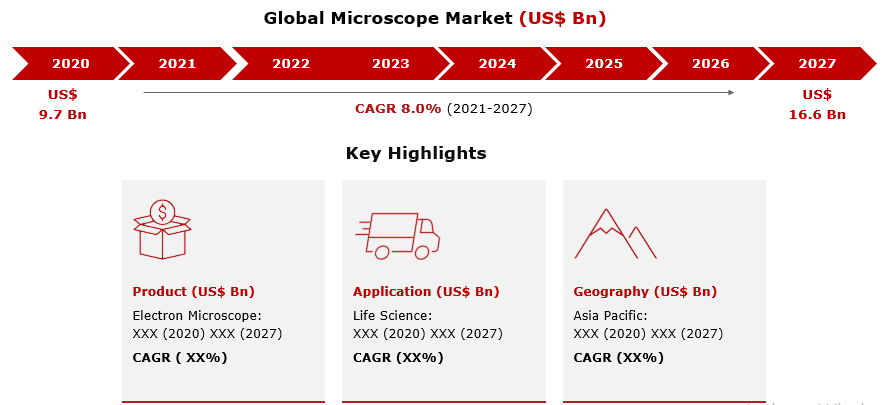 Global Microscope Market (US$ Bn)
2020 2021 2022 2023 2024 2025 2026 2027
US$
9.7 Bn
CAGR 8.0% (2021-2027)
US$
16.6 Bn
Key Highlights
Product (US$ Bn)
Electron Microscope:
XXX (2020) XXX (2027)
CAGR ( XX%)
Application (US$ Bn)
Life Science:
XXX (2020) XXX (2027)
CAGR (XX%)
Geography (US$ Bn)
Asia Pacific:
XXX (2020) XXX (2027)
CAGR (XX%)